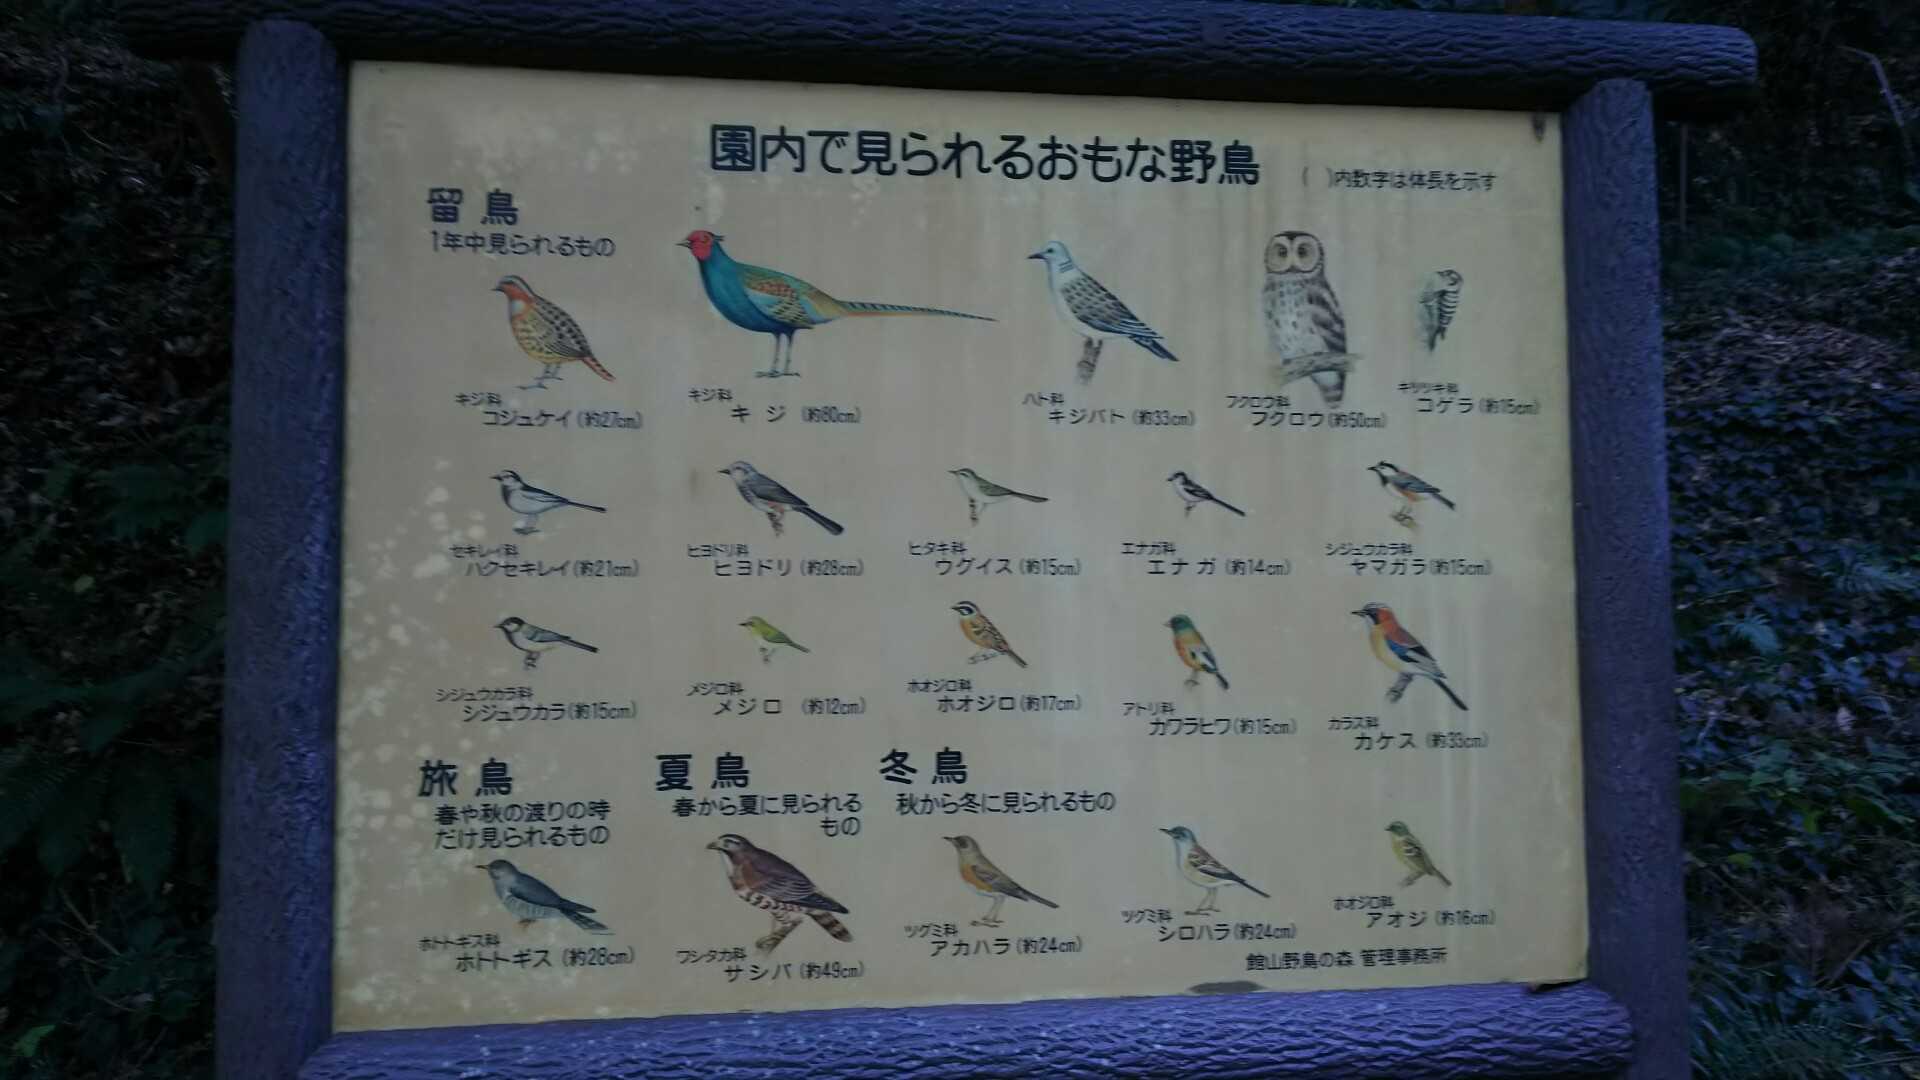 園内で見られるおもな野鳥
( )内数字は体長を示す
留鳥
1年中見られるもの
キジ科
コジュケイ(約27cm)
キジ科
キジ(約80cm)
ハト科
キジバト(約33cm)
フクロウ科
フクロウ(約50cm)
キツツキ科
コゲラ(約15cm)
セキレイ科
ハクセキレイ(約21cm)
ヒヨドリ科
ヒヨドリ(約28cm)
ヒタキ科
ウグイス(約15cm)
エナガ科
エナガ(約14cm)
シジュウカラ科
ヤマガラ(約15cm)
シジュウカラ科
シジュウカラ(約15cm)
メジロ科
メジロ(約12cm)
ホオジロ科
ホオジロ(約17cm)
アトリ科
カワラヒワ(約15cm)
カラス科
カケス(約33cm)
旅鳥
春や秋の渡りの時
だけ見られるもの
ホトトギス科
ホトトギス(約28cm)
夏鳥
春から夏に見られる
もの
ワシタカ科
サシバ(約49cm)
冬鳥
秋から冬に見られるもの
ツグミ科
アカハラ(約24cm)
ツグミ科
シロハラ(約24cm)
ホオジロ科
アオジ(約16cm)
館山野鳥の森 管理事務所